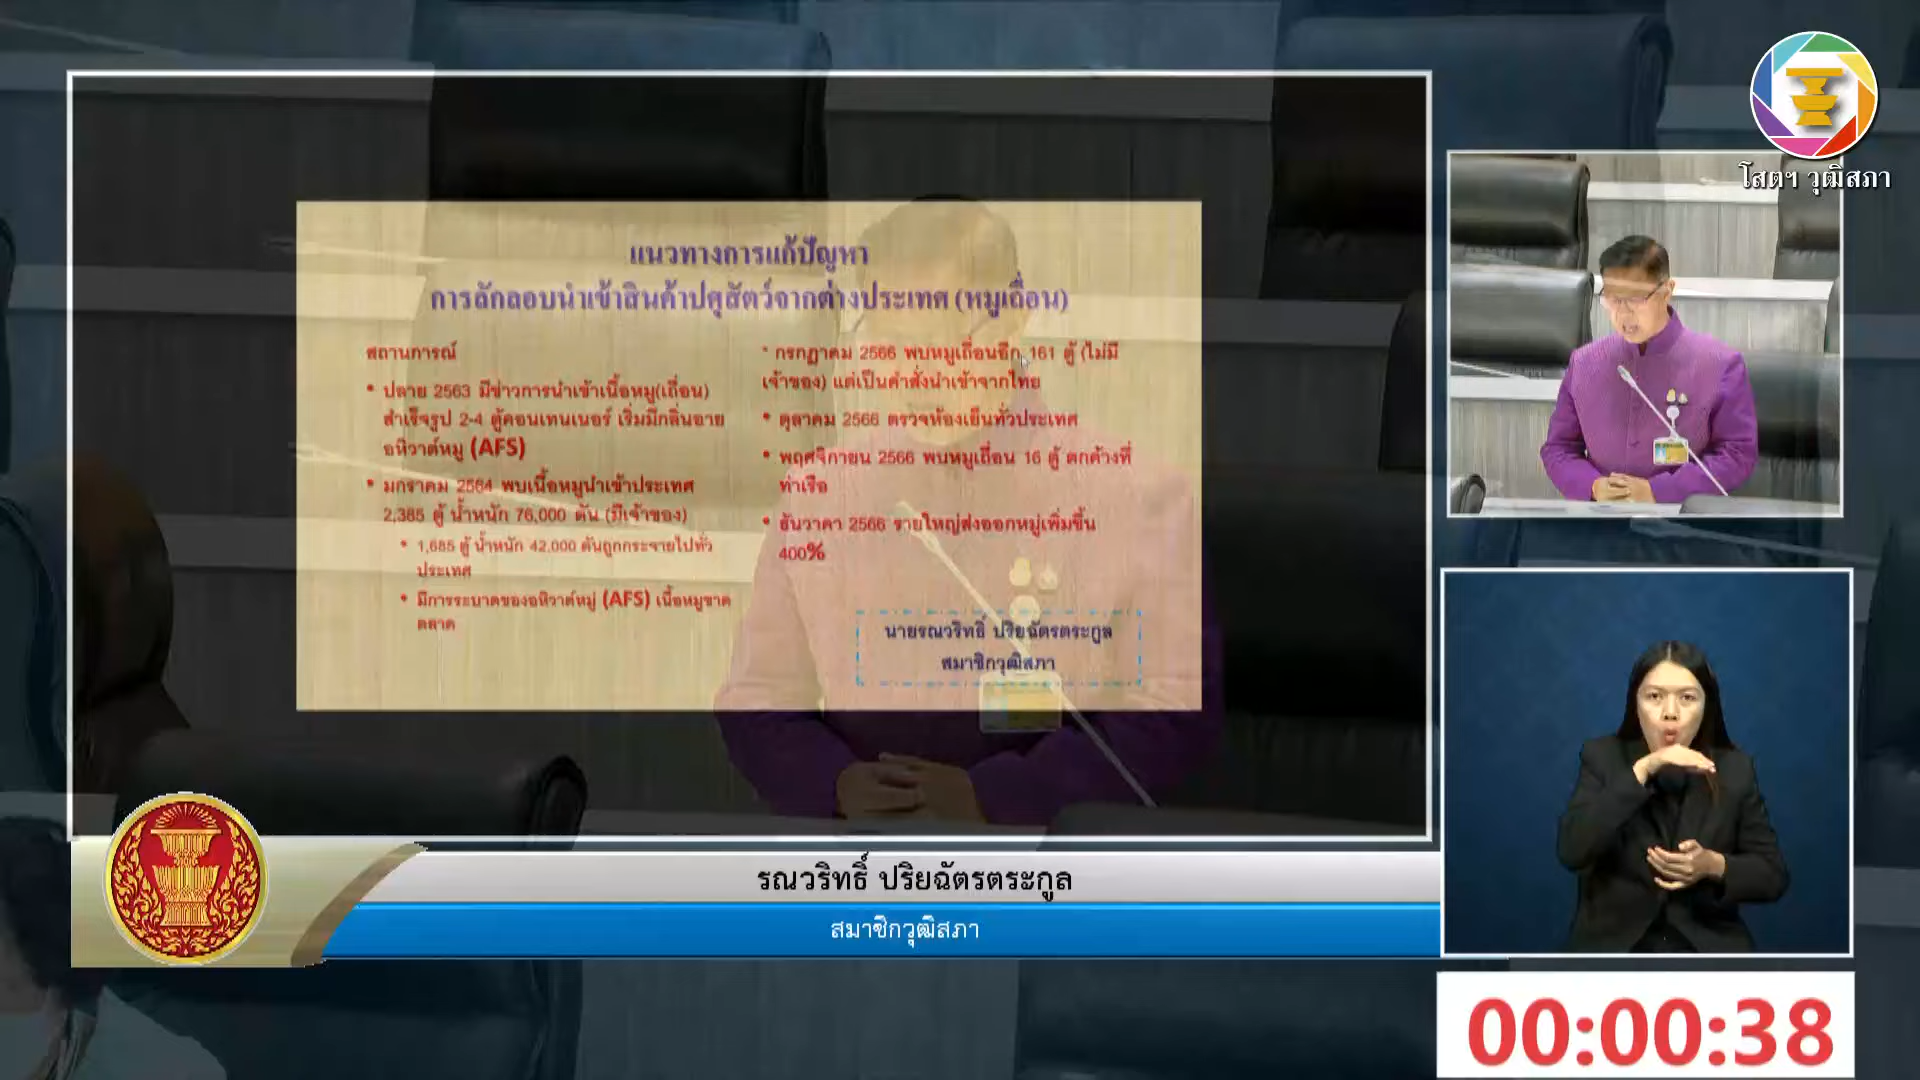 โสตฯ วุฒิสภา
แนวทางการแก้ปัญหา
การลักลอบนำเข้าสินค้าปศุสัตว์จากต่างประเทศ (หมูเถื่อน)
สถานการณ์
• ปลาย 2563 มีข่าวการนำเข้าเนื้อหมู(เถื่อน)
สำเร็จรูป 2-4 ตู้คอนเทนเนอร์ เริ่มมีกลิ่นอาย
อหิวาต์หมู (AFS)
• มกราคม 2564 พบเนื้อหมูนำเข้าประเทศ
2,385 ตู้ น้ำหนัก 76,000 ตัน (มีเจ้าของ)
• 1,685 ตู้ น้ำหนัก 42,000 ตันถูกกระจายไปทั่ว
ประเทศ
• มีการระบาดของอหิวาต์หมู่ (AFS) เนื้อหมูขาด
ตลาด
* กรกฎาคม 2566 พบหมูเถื่อนอีก 161 ตู้ (ไม่มี
เจ้าของ) แต่เป็นคำสั่งนำเข้าจากไทย
• ตุลาคม 2566 ตรวจห้องเย็นทั่วประเทศ
• พฤศจิกายน 2566 พบหมูเถื่อน 16 ตู้ ตกค้างที่
ท่าเรือ
• ธันวาคา 2566 รายใหญ่ส่งออกหมู่เพิ่มขึ้น
400%
นายรณวริทธิ์ ปริยฉัตรตระกูล
สมาชิกวุฒิสภา
รณวริทธิ์ ปริยฉัตรตระกูล
สมาชิกวุฒิสภา
00:00:38